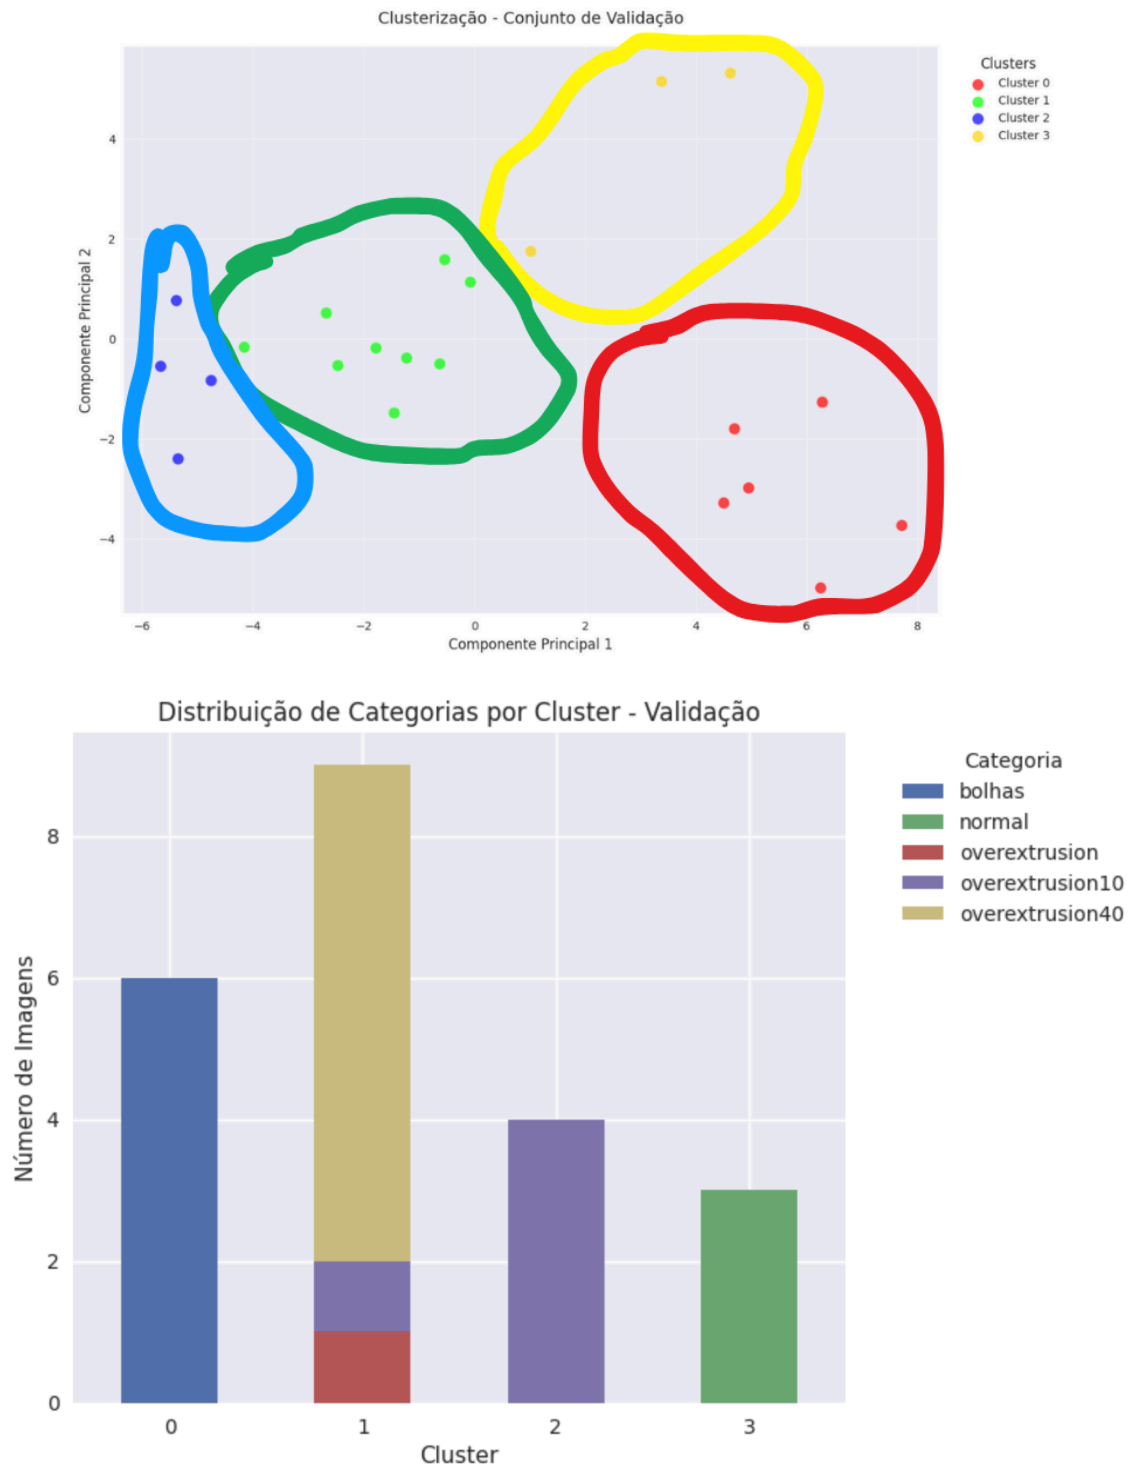 Clusterização - Conjunto de Validação
Clusters
Cluster 0
Cluster 1
Cluster 2
Cluster 3
4
2
0
−2
−4
Componente Principal 2
−6
−4
−2
0
2
4
6
8
Componente Principal 1
Distribuição de Categorias por Cluster - Validação
Categoria
bolhas
normal
overextrusion
overextrusion10
overextrusion40
8
6
4
2
0
Número de Imagens
0
1
2
3
Cluster